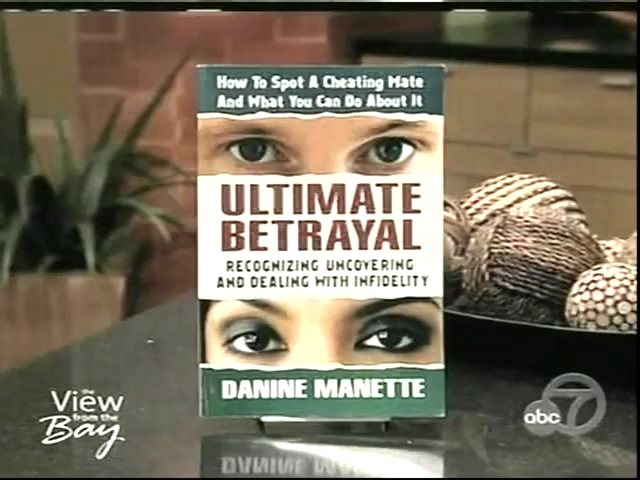 How To Spot A Cheating Mate
And What You Can Do About It
ULTIMATE
BETRAYAL
RECOGNIZING UNCOVERING
AND DEALING WITH INFIDELITY
DANINE MANETTE
the
View
from the
Bay
abc 7